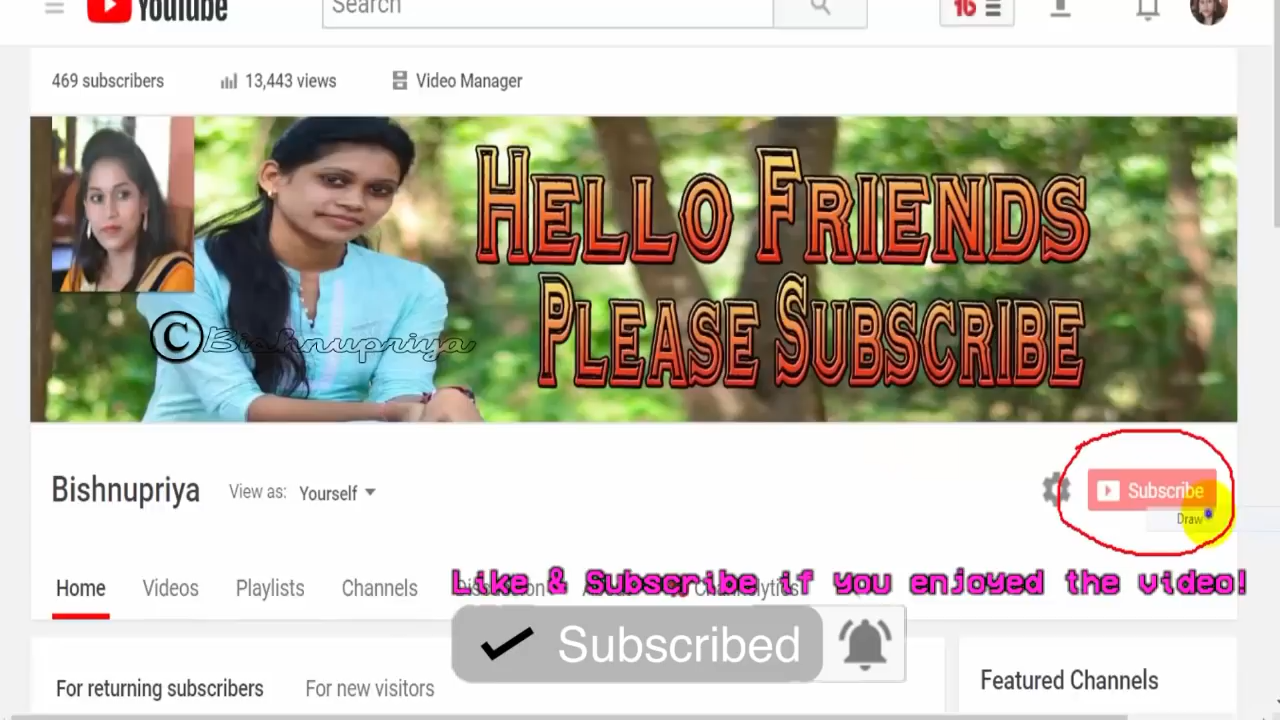 YouTube
Search
16
469 subscribers
13,443 views
Video Manager
HELLO FRIENDS
PLEASE SUBSCRIBE
© Bishnupriya
Bishnupriya
View as: Yourself
Subscribe
Draw
Home Videos Playlists Channels
Like & Subscribe if you enjoyed the video!
Subscribed
For returning subscribers
For new visitors
Featured Channels